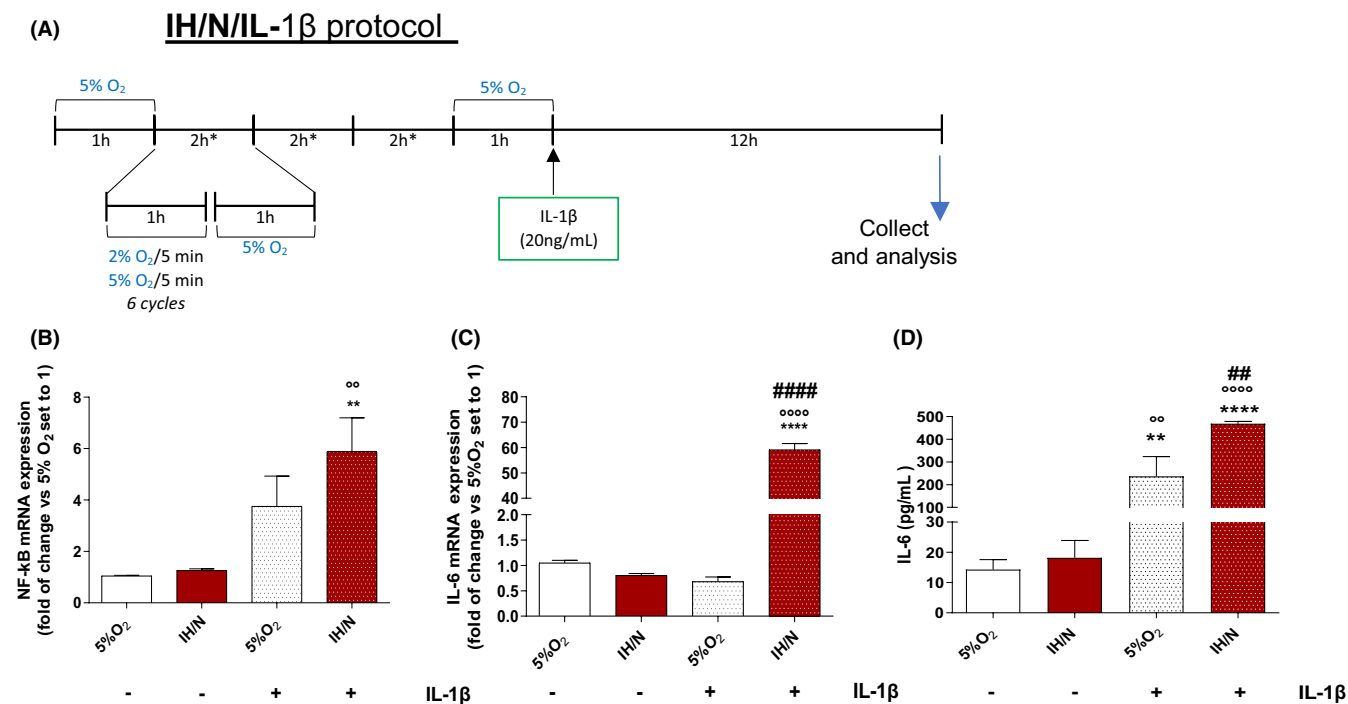 (A) IH/N/IL-1β protocol
5% O₂ 5% O₂
1h 2h* 2h* 2h* 1h 12h
1h 1h
2% O₂/5 min 5% O₂
5% O₂/5 min
6 cycles
IL-1β
(20ng/mL)
Collect
and analysis
(B)
NF-kB mRNA expression
(fold of change vs 5% O₂ set to 1)
8
6
4
2
0
°°
**
5%O₂ IH/N 5%O₂ IH/N
- - + + IL-1β
(C)
IL-6 mRNA expression
(fold of change vs 5%O₂ set to 1)
80
70
60
50
40
2.0
1.5
1.0
0.5
0.0
####
°°°°
****
5%O₂ IH/N 5%O₂ IH/N
- - + + IL-1β
(D)
IL-6 (pg/mL)
500
400
300
200
100
30
20
10
0
°°
**
##
°°°°
****
5%O₂ IH/N 5%O₂ IH/N
- - + + IL-1β